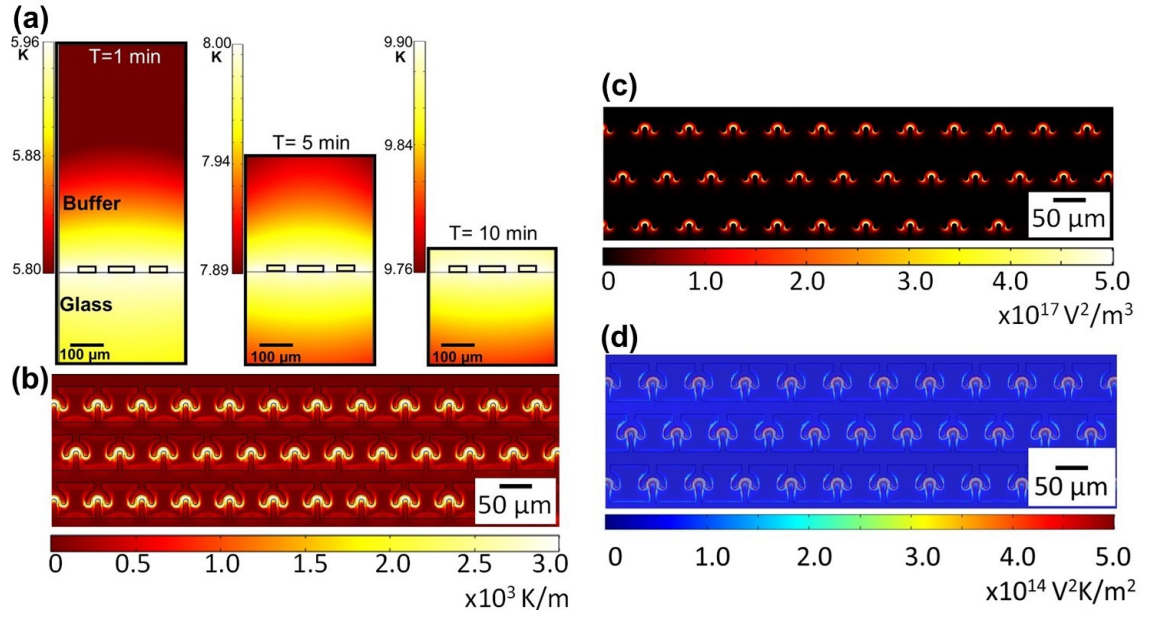 (a)
5.96
K
5.88
5.80
T=1 min
Buffer
Glass
100 µm
8.00
K
7.94
7.89
T= 5 min
100 µm
9.90
K
9.84
9.76
T= 10 min
100 µm
(b)
50 µm
0 0.5 1.0 1.5 2.0 2.5 3.0
x10³ K/m
(c)
50 µm
0 1.0 2.0 3.0 4.0 5.0
x10¹⁷ V²/m³
(d)
50 µm
0 1.0 2.0 3.0 4.0 5.0
x10¹⁴ V²K/m²